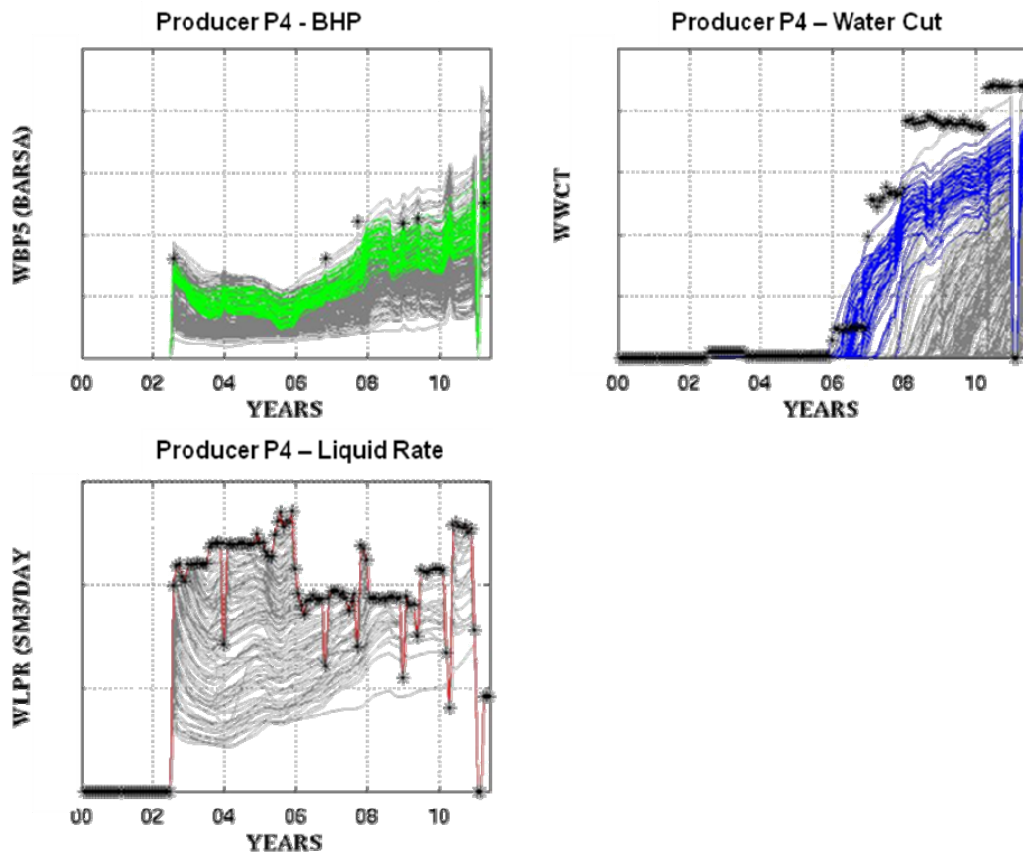 Producer P4 - BHP
Producer P4 – Water Cut
WBP5 (BARSA)
WWCT
00 02 04 06 08 10
00 02 04 06 08 10
YEARS
YEARS
Producer P4 – Liquid Rate
WLPR (SM3/DAY
00 02 04 06 08 10
YEARS